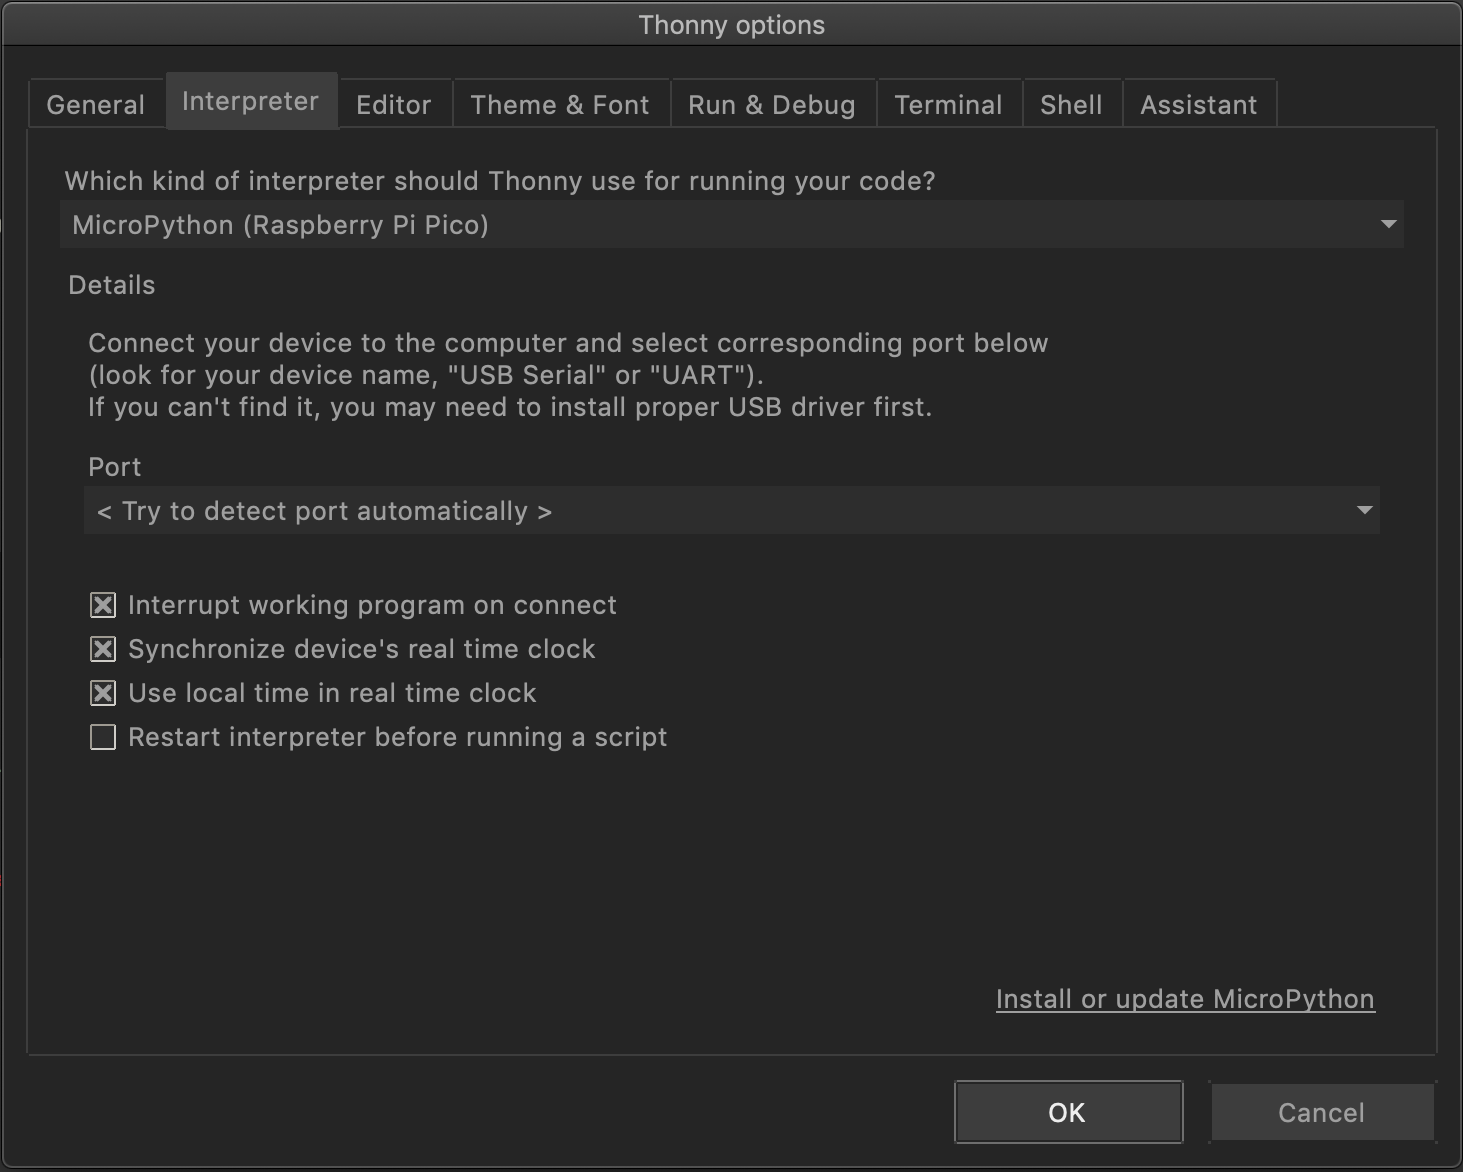 Thonny options
General Interpreter Editor Theme & Font Run & Debug Terminal Shell Assistant
Which kind of interpreter should Thonny use for running your code?
MicroPython (Raspberry Pi Pico)
Details
Connect your device to the computer and select corresponding port below
(look for your device name, "USB Serial" or "UART").
If you can't find it, you may need to install proper USB driver first.
Port
< Try to detect port automatically >
Interrupt working program on connect
Synchronize device's real time clock
Use local time in real time clock
Restart interpreter before running a script
Install or update MicroPython
OK Cancel